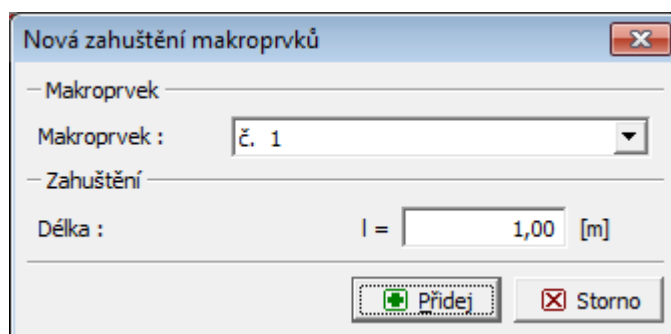 Nová zahuštění makroprvků
Makroprvek
Makroprvek : č. 1
Zahuštění
Délka : l = 1,00 [m]
Přidej Storno